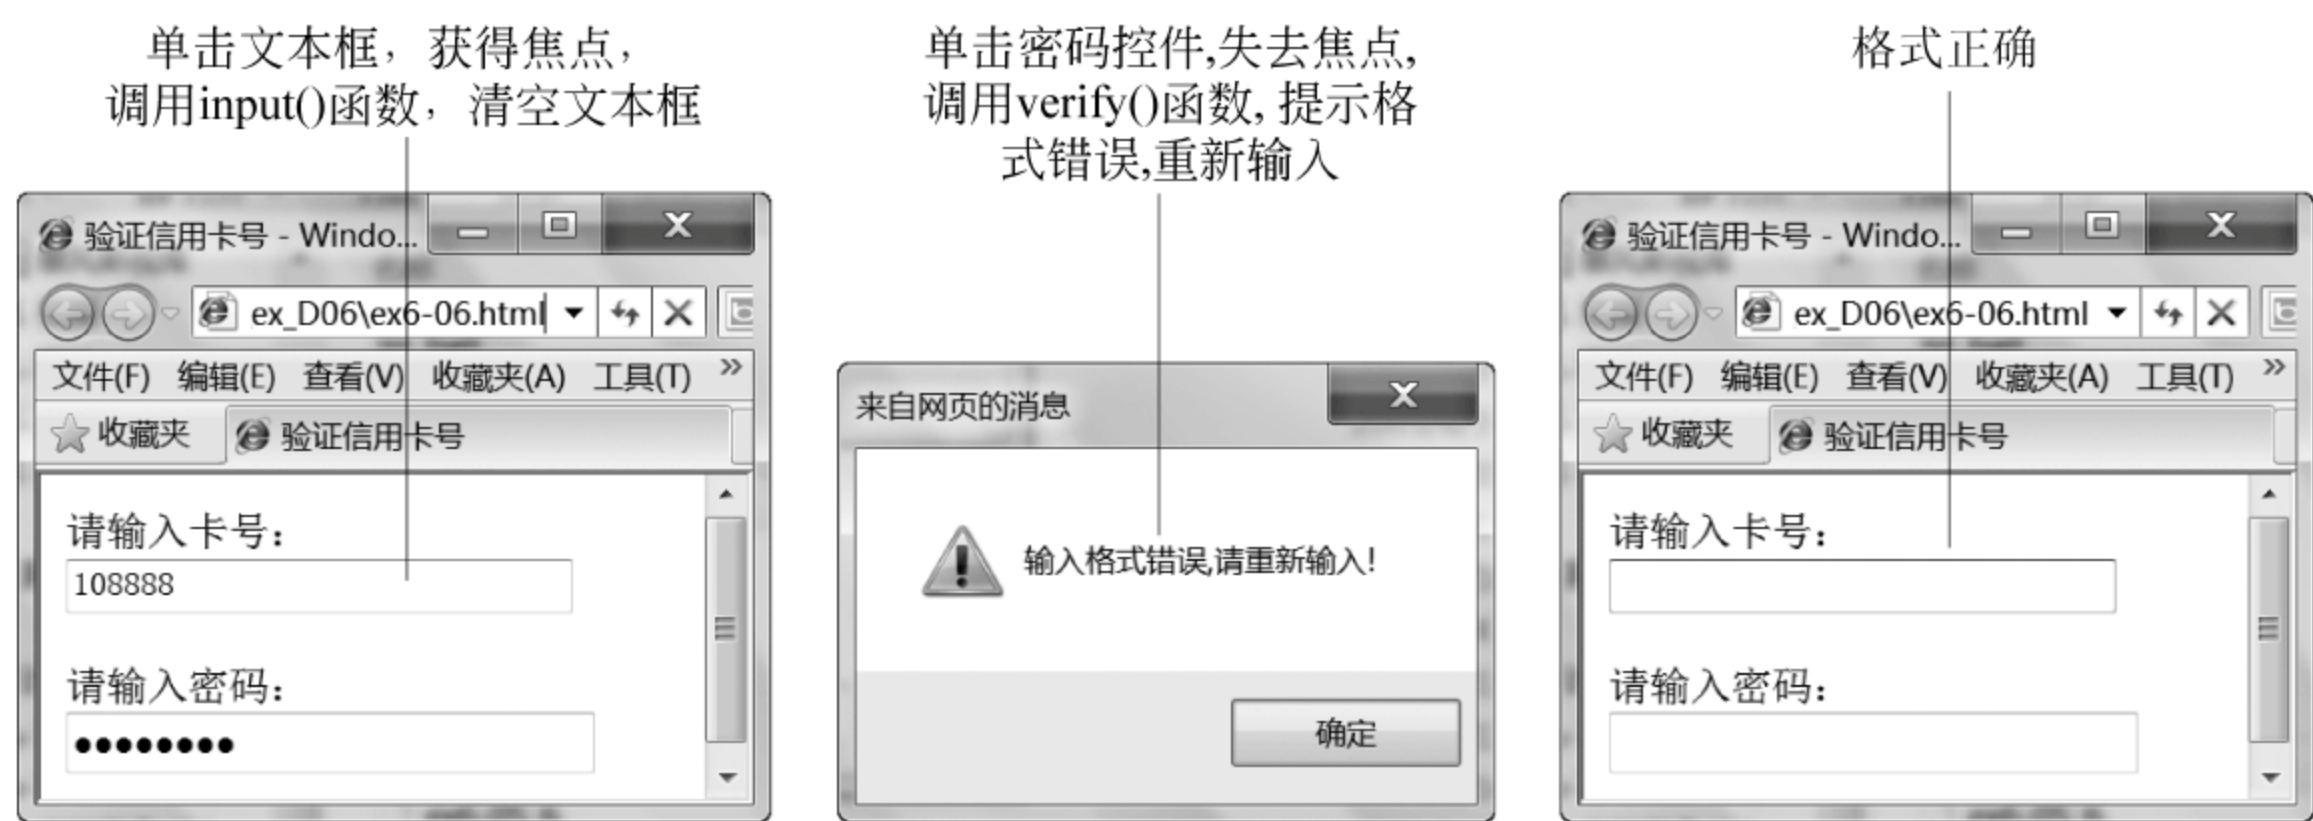 单击文本框，获得焦点，
调用input()函数，清空文本框
验证信用卡号 - Windo...
ex_D06\ex6-06.html
文件(F) 编辑(E) 查看(V) 收藏夹(A) 工具(T) »
收藏夹 验证信用卡号
请输入卡号：
108888
请输入密码：
••••••••
单击密码控件,失去焦点,
调用verify()函数, 提示格
式错误,重新输入
来自网页的消息
输入格式错误,请重新输入!
确定
格式正确
验证信用卡号 - Windo...
ex_D06\ex6-06.html
文件(F) 编辑(E) 查看(V) 收藏夹(A) 工具(T) »
收藏夹 验证信用卡号
请输入卡号：
请输入密码：